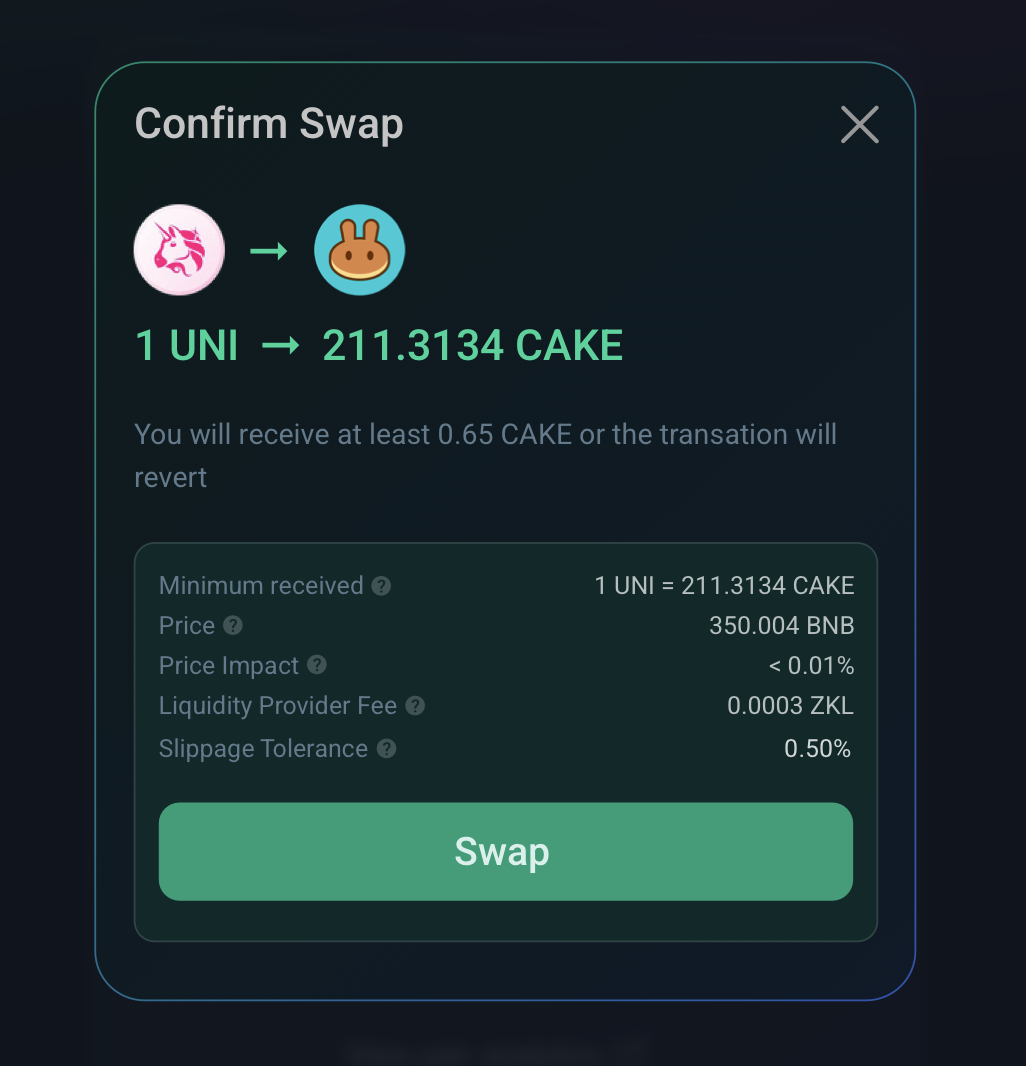 Confirm Swap
1 UNI → 211.3134 CAKE
You will receive at least 0.65 CAKE or the transation will
revert
Minimum received ? 1 UNI = 211.3134 CAKE
Price ? 350.004 BNB
Price Impact ? < 0.01%
Liquidity Provider Fee ? 0.0003 ZKL
Slippage Tolerance ? 0.50%
Swap